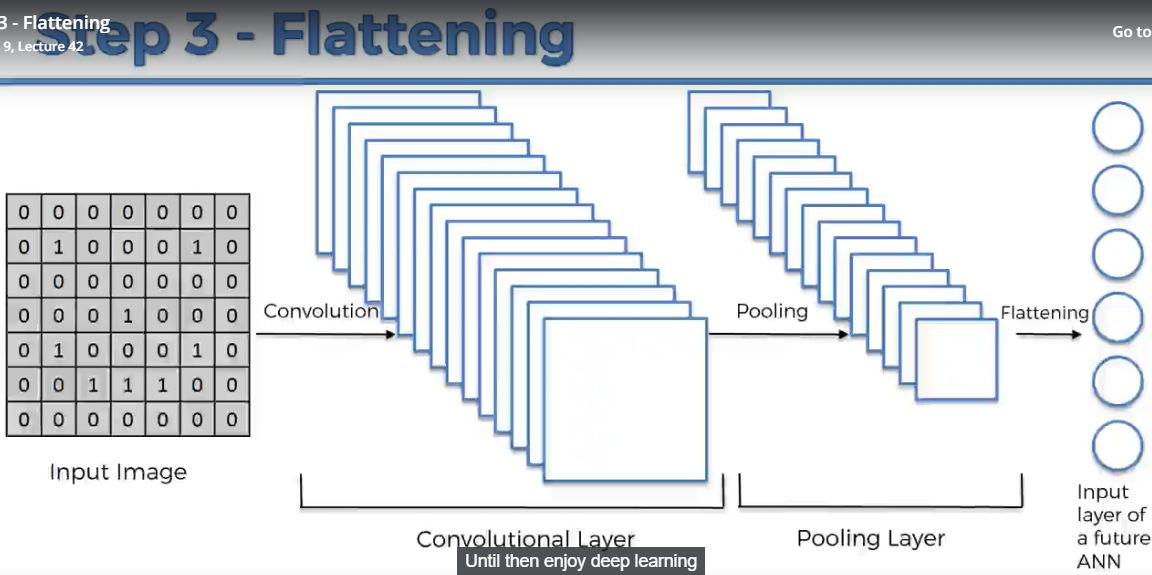 3 - Flattening
Step 3 - Flattening
9, Lecture 42
Go to
0 0 0 0 0 0 0
0 1 0 0 0 1 0
0 0 0 0 0 0 0
0 0 0 1 0 0 0
0 1 0 0 0 1 0
0 0 1 1 1 0 0
0 0 0 0 0 0 0
Convolution
Pooling
Flattening
Input Image
Convolutional Layer
Pooling Layer
Input
layer of
a future
ANN
Until then enjoy deep learning